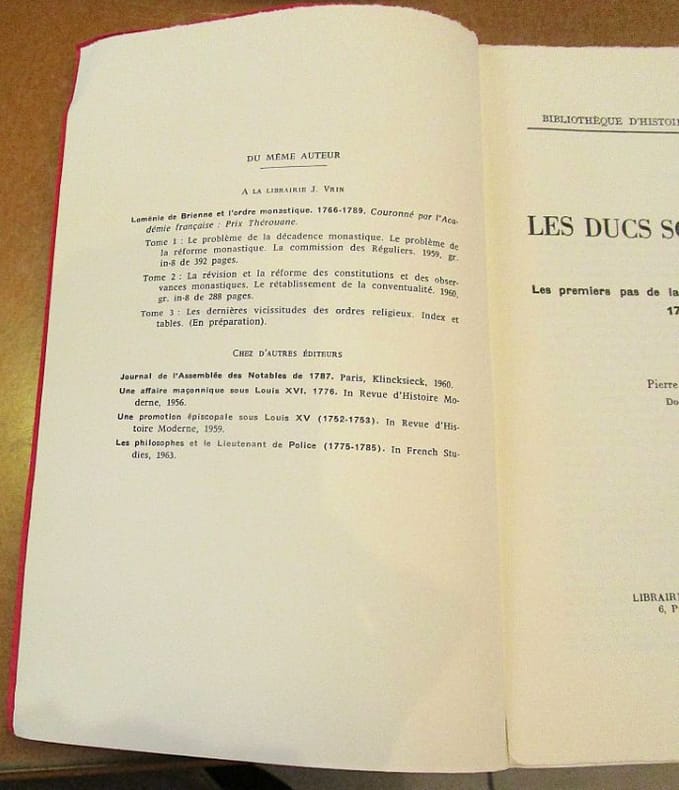 DU MÊME AUTEUR
A LA LIBRAIRIE J. VRIN
Loménie de Brienne et l'ordre monastique. 1766-1789. Couronné par l'Aca-
démie française : Prix Thérouane.
Tome 1 : Le problème de la décadence monastique. Le problème de
la réforme monastique. La commission des Réguliers. 1959, gr.
in-8 de 392 pages.
Tome 2 : La révision et la réforme des constitutions et des obser-
vances monastiques. Le rétablissement de la conventualité. 1960,
gr. in-8 de 288 pages.
Tome 3 : Les dernières vicissitudes des ordres religieux. Index et
tables. (En préparation).
CHEZ D'AUTRES ÉDITEURS
Journal de l'Assemblée des Notables de 1787. Paris, Klincksieck, 1960.
Une affaire maçonnique sous Louis XVI. 1776. In Revue d'Histoire Mo-
derne, 1956.
Une promotion épiscopale sous Louis XV (1752-1753). In Revue d'His-
toire Moderne, 1959.
Les philosophes et le Lieutenant de Police (1775-1785). In French Stu-
dies, 1963.
BIBLIOTHÈQUE D'HISTOI
LES DUCS S
Les premiers pas de la
17
Pierre
Do
LIBRAIRI
6, P